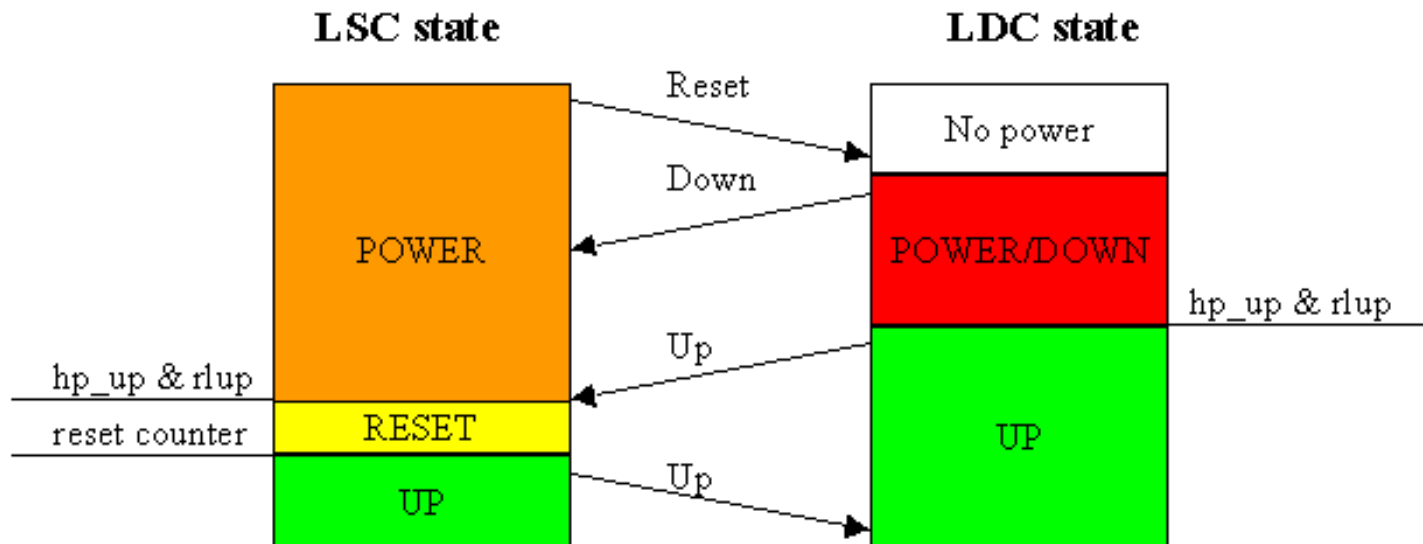 LSC state
LDC state
Reset
No power
Down
POWER
POWER/DOWN
hp_up & rlup
Up
hp_up & rlup
RESET
reset counter
UP
Up
UP